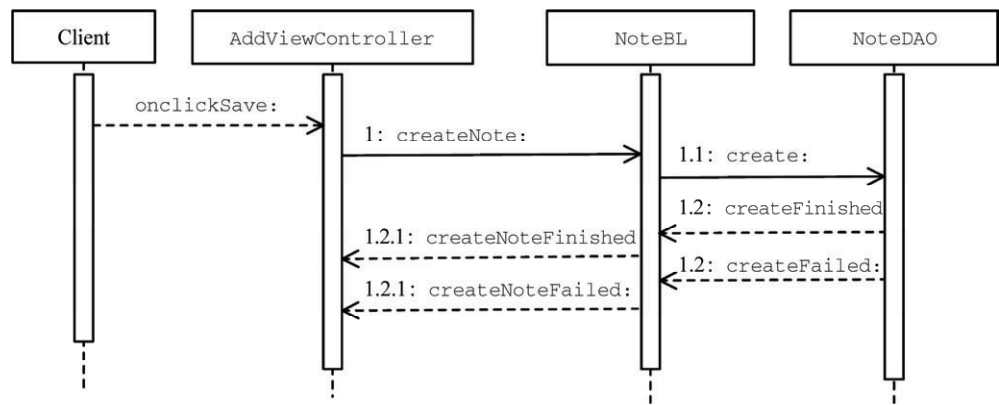 Client
AddViewController
NoteBL
NoteDAO
onclickSave:
1: createNote:
1.1: create:
1.2: createFinished
1.2.1: createNoteFinished
1.2: createFailed:
1.2.1: createNoteFailed: